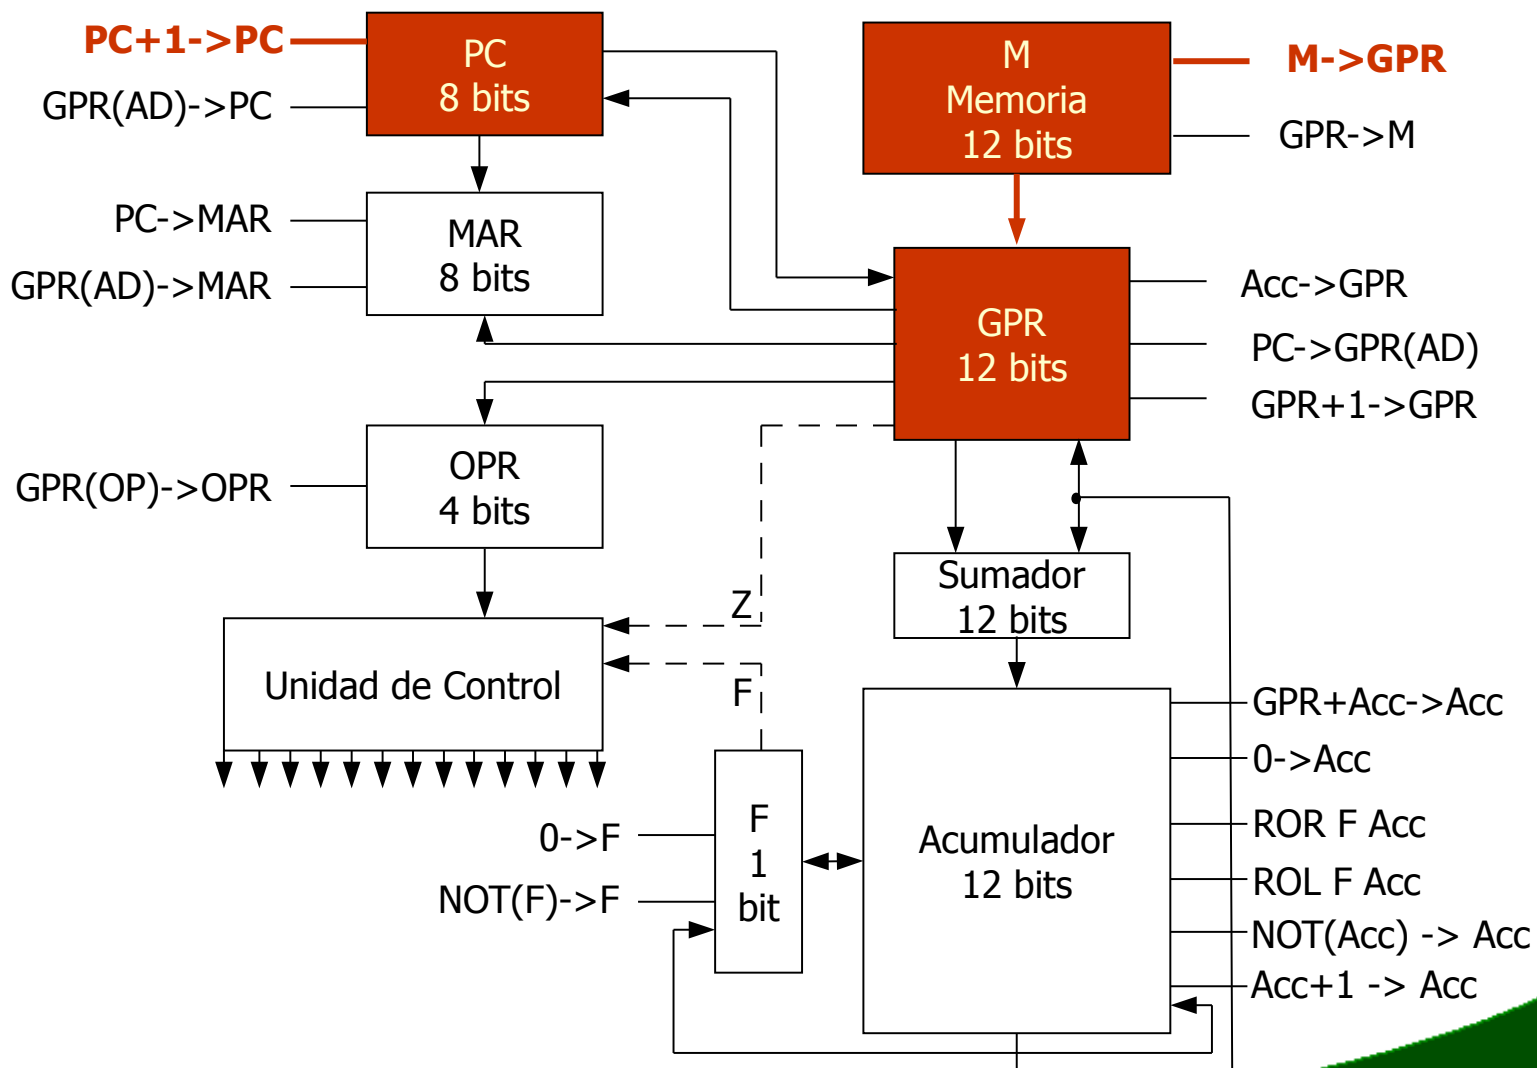 PC+1->PC
GPR(AD)->PC
PC
8 bits
M
Memoria
12 bits
M->GPR
GPR->M
PC->MAR
GPR(AD)->MAR
MAR
8 bits
GPR
12 bits
Acc->GPR
PC->GPR(AD)
GPR+1->GPR
GPR(OP)->OPR
OPR
4 bits
Sumador
12 bits
Z
F
Unidad de Control
0->F
NOT(F)->F
F
1
bit
Acumulador
12 bits
GPR+Acc->Acc
0->Acc
ROR F Acc
ROL F Acc
NOT(Acc) -> Acc
Acc+1 -> Acc